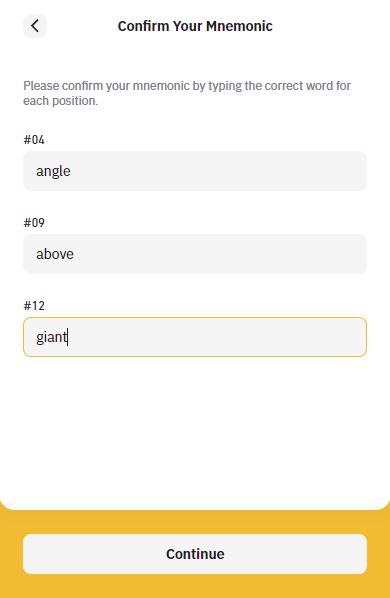 Confirm Your Mnemonic
Please confirm your mnemonic by typing the correct word for
each position.
#04
angle
#09
above
#12
giant
Continue